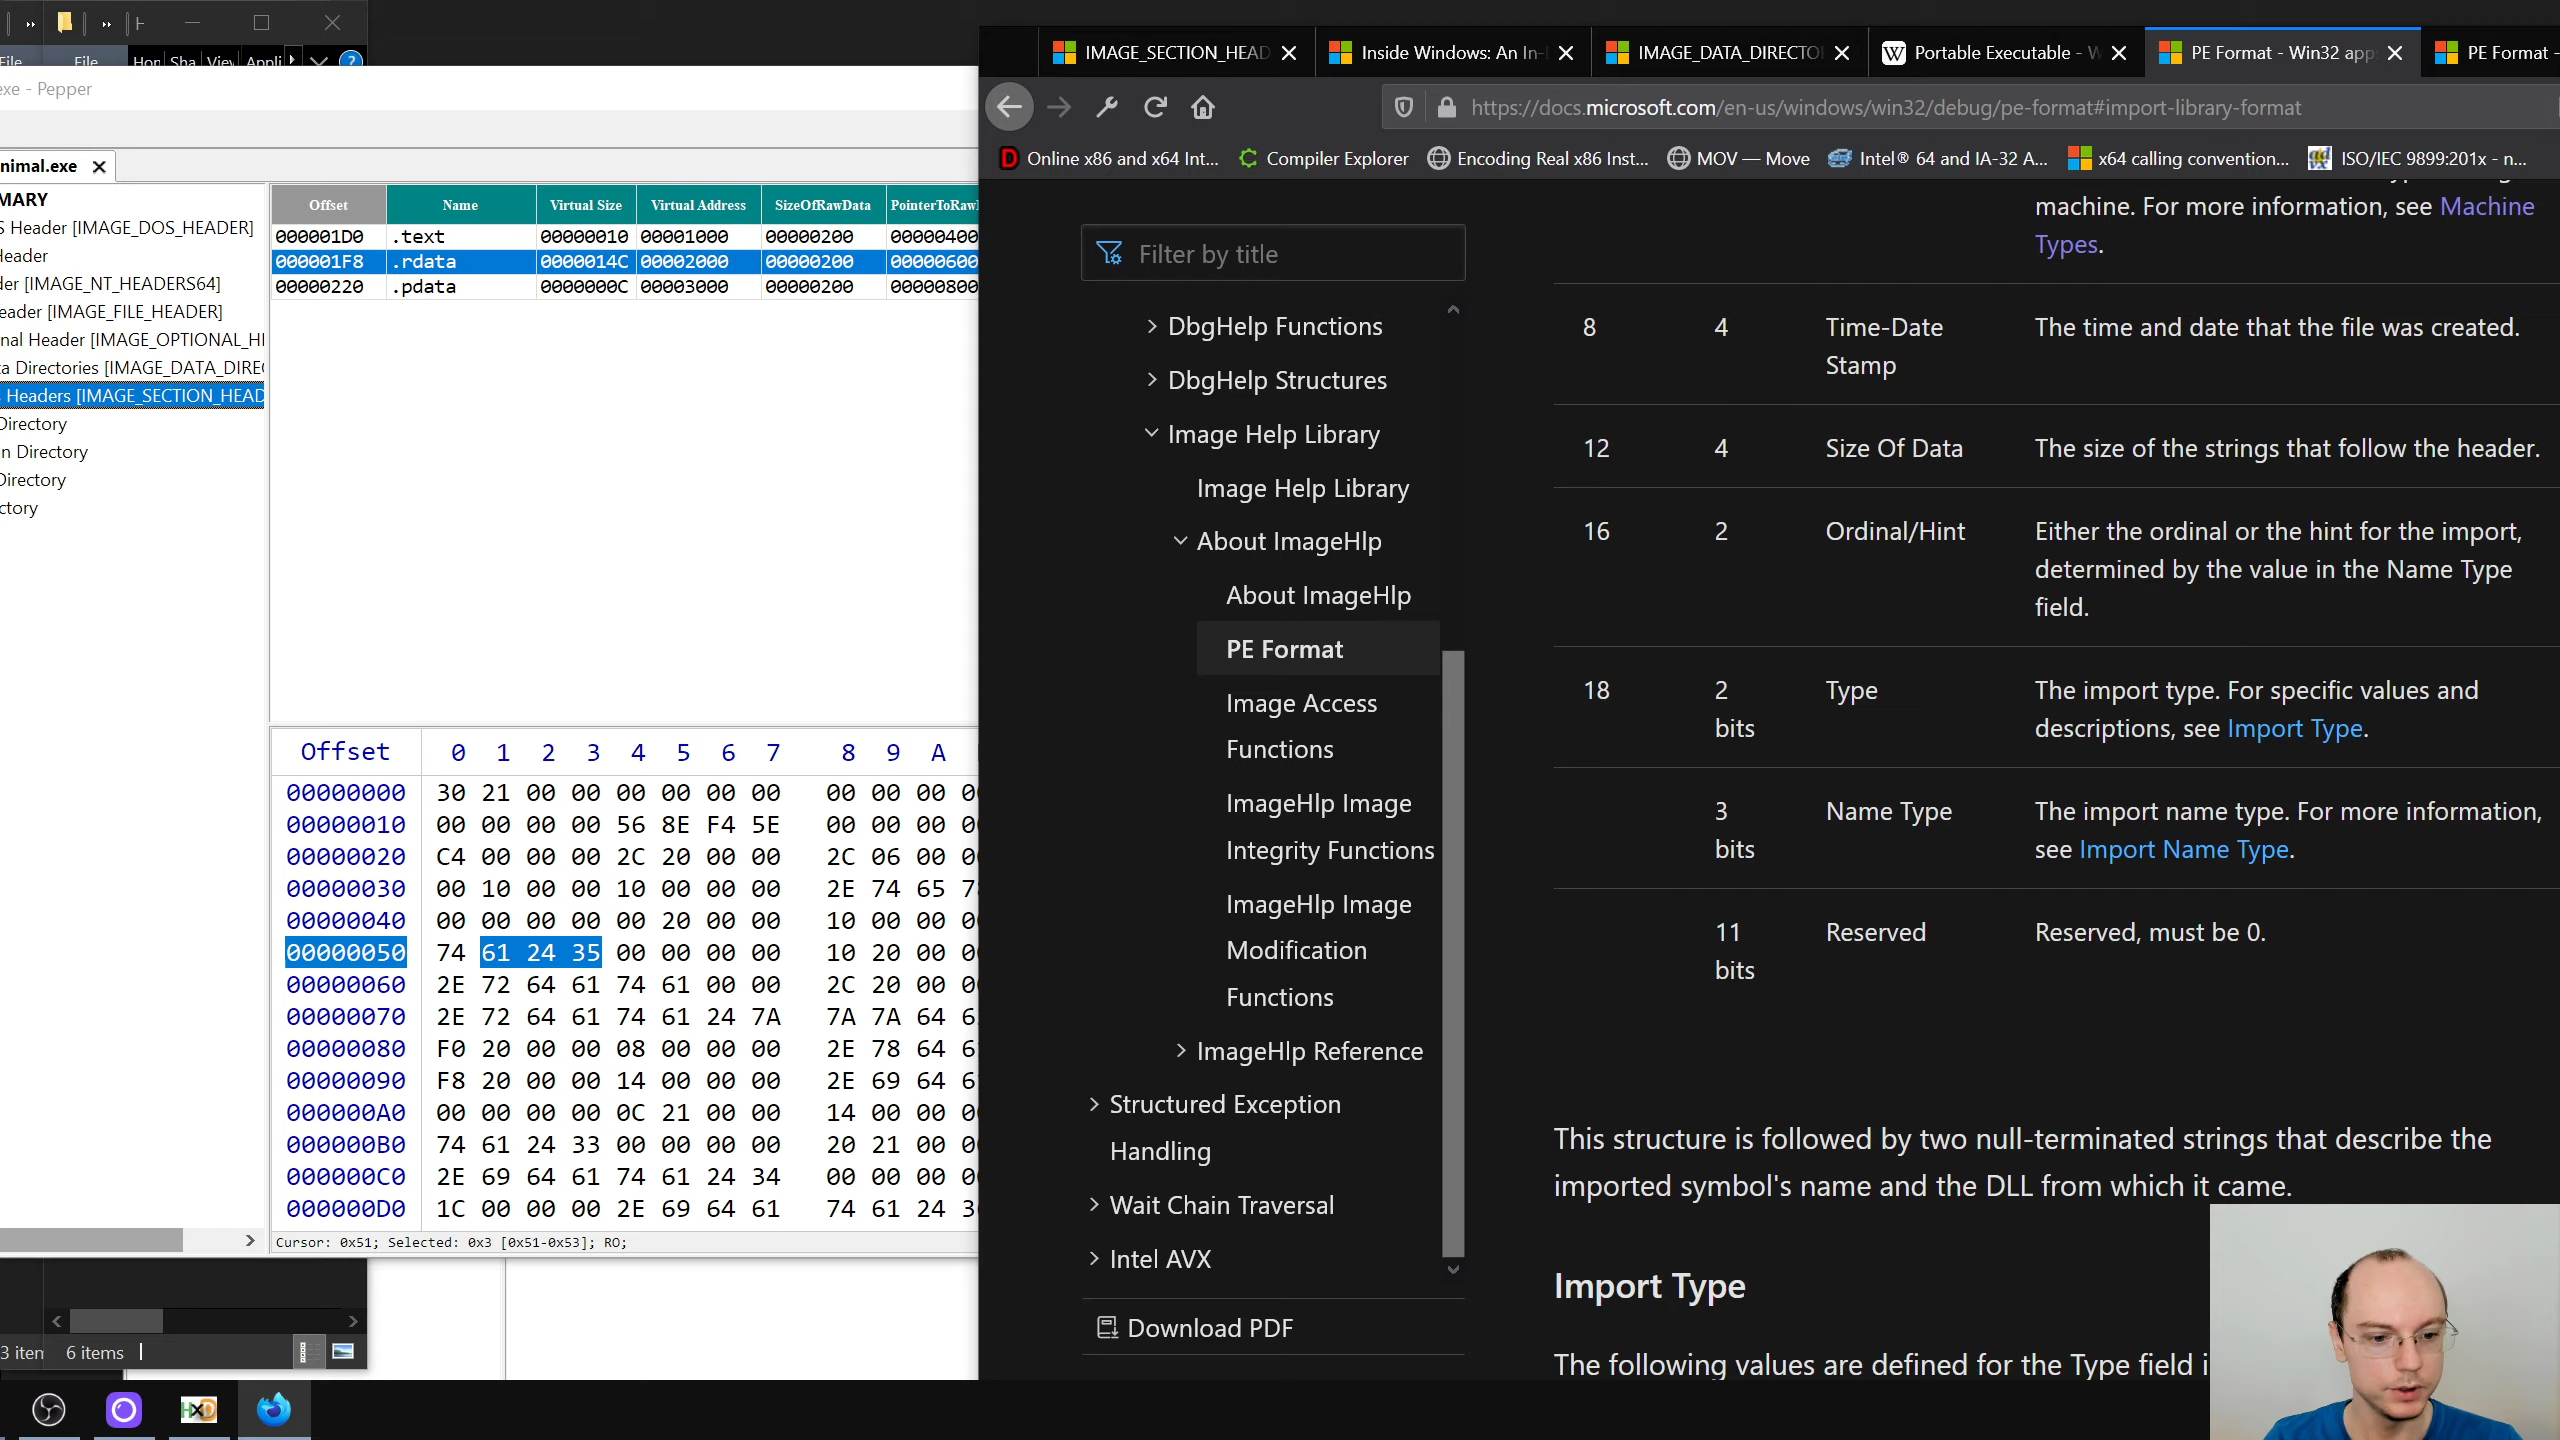 File
File
Hor Sha Viev Appli
exe - Pepper
nimal.exe
MARY
S Header [IMAGE_DOS_HEADER]
Header
der [IMAGE_NT_HEADERS64]
eader [IMAGE_FILE_HEADER]
nal Header [IMAGE_OPTIONAL_HI
ta Directories [IMAGE_DATA_DIRE
s Headers [IMAGE_SECTION_HEAD
Directory
n Directory
Directory
ctory
Offset Name Virtual Size Virtual Address SizeOfRawData PointerToRaw
000001D0 .text 00000010 00001000 00000200 00000400
000001F8 .rdata 0000014C 00002000 00000200 00000600
00000220 .pdata 0000000C 00003000 00000200 00000800
Offset 0 1 2 3 4 5 6 7 8 9 A
00000000 30 21 00 00 00 00 00 00 00 00 00 00
00000010 00 00 00 00 56 8E F4 5E 00 00 00 00
00000020 C4 00 00 00 2C 20 00 00 2C 06 00 00
00000030 00 10 00 00 10 00 00 00 2E 74 65 78
00000040 00 00 00 00 00 20 00 00 10 00 00 00
00000050 74 61 24 35 00 00 00 00 10 20 00 00
00000060 2E 72 64 61 74 61 00 00 2C 20 00 00
00000070 2E 72 64 61 74 61 24 7A 7A 7A 64 6
00000080 F0 20 00 00 08 00 00 00 2E 78 64 6
00000090 F8 20 00 00 14 00 00 00 2E 69 64 6
000000A0 00 00 00 00 0C 21 00 00 14 00 00 00
000000B0 74 61 24 33 00 00 00 00 20 21 00 00
000000C0 2E 69 64 61 74 61 24 34 00 00 00 00
000000D0 1C 00 00 00 2E 69 64 61 74 61 24 3
Cursor: 0x51; Selected: 0x3 [0x51-0x53]; RO;
3 item 6 items
IMAGE_SECTION_HEAD
Inside Windows: An In-
IMAGE_DATA_DIRECTO
Portable Executable - W
PE Format - Win32 app
PE Format -
https://docs.microsoft.com/en-us/windows/win32/debug/pe-format#import-library-format
Online x86 and x64 Int...
Compiler Explorer
Encoding Real x86 Inst...
MOV — Move
Intel® 64 and IA-32 A...
x64 calling convention...
ISO/IEC 9899:201x - n...
Filter by title
DbgHelp Functions
DbgHelp Structures
Image Help Library
Image Help Library
About ImageHlp
About ImageHlp
PE Format
Image Access
Functions
ImageHlp Image
Integrity Functions
ImageHlp Image
Modification
Functions
ImageHlp Reference
Structured Exception
Handling
Wait Chain Traversal
Intel AVX
Download PDF
machine. For more information, see Machine
Types.
8 4 Time-Date The time and date that the file was created.
Stamp
12 4 Size Of Data The size of the strings that follow the header.
16 2 Ordinal/Hint Either the ordinal or the hint for the import,
determined by the value in the Name Type
field.
18 2 Type The import type. For specific values and
bits descriptions, see Import Type.
3 Name Type The import name type. For more information,
bits see Import Name Type.
11 Reserved Reserved, must be 0.
bits
This structure is followed by two null-terminated strings that describe the
imported symbol's name and the DLL from which it came.
Import Type
The following values are defined for the Type field i
HxD